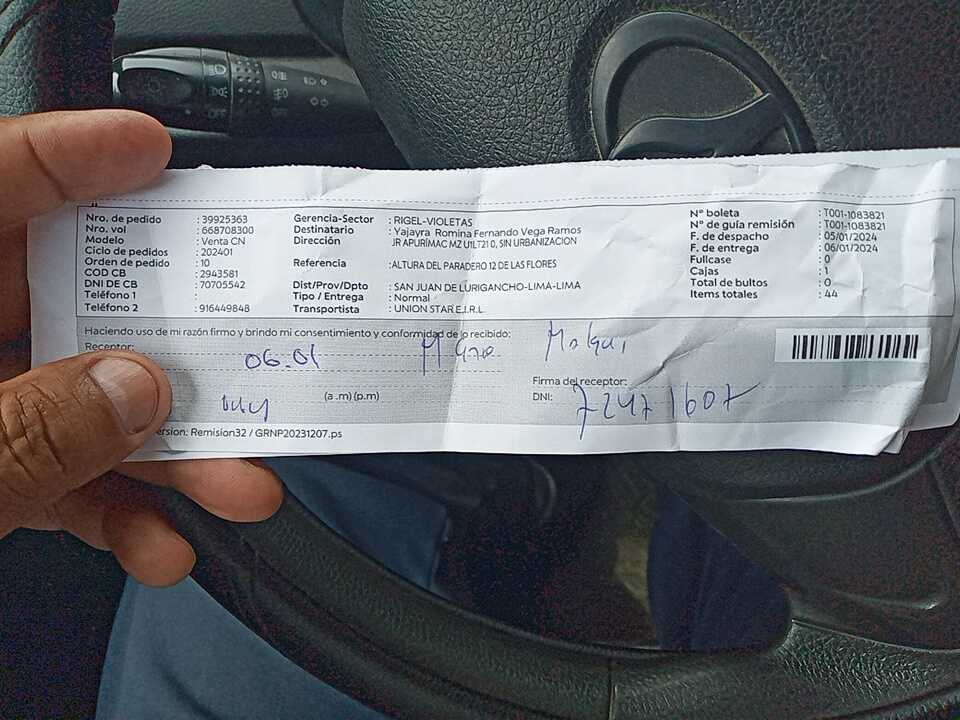 Nro. de pedido : 39925363
Nro. vol : 668708300
Modelo : Venta CN
Ciclo de pedidos : 202401
Orden de pedido : 10
COD CB : 2943581
DNI DE CB : 70705542
Teléfono 1 :
Teléfono 2 : 916449848
Gerencia-Sector : RIGEL-VIOLETAS
Destinatario : Yajayra Romina Fernando Vega Ramos
Dirección JR APURÍMAC MZ U1LT21 0, SIN URBANIZACION
Referencia : ALTURA DEL PARADERO 12 DE LAS FLORES
Dist/Prov/Dpto : SAN JUAN DE LURIGANCHO-LIMA-LIMA
Tipo / Entrega : Normal
Transportista : UNION STAR E.I.R.L.
N° boleta : T001-1083821
N° de guía remisión : T001-1083821
F. de despacho : 05/01/2024
F. de entrega : 06/01/2024
Fullcase : 0
Cajas : 1
Total de bultos : 0
Items totales : 44
Haciendo uso de mi razón firmo y brindo mi consentimiento y conformidad de lo recibido:
Receptor:
06.01
Firma del receptor:
(a .m) (p.m)
DNI: 72471607
ersion: Remision32 / GRNP20231207.ps
OFF